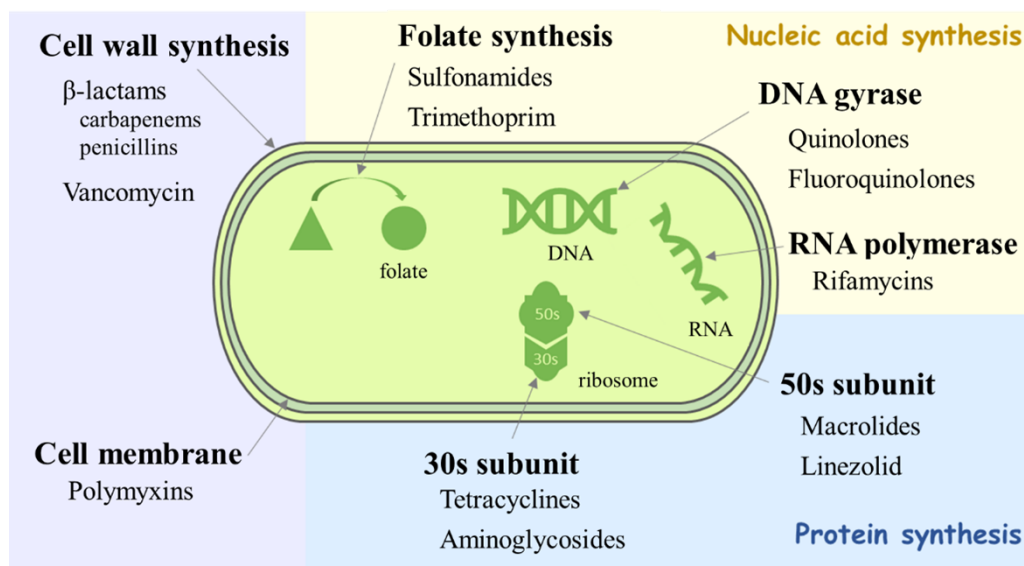 Cell wall synthesis
β-lactams
carbapenems
penicillins
Vancomycin
Folate synthesis
Sulfonamides
Trimethoprim
Nucleic acid synthesis
DNA gyrase
Quinolones
Fluoroquinolones
RNA polymerase
Rifamycins
folate
DNA
RNA
50s
30s
ribosome
Cell membrane
Polymyxins
30s subunit
Tetracyclines
Aminoglycosides
50s subunit
Macrolides
Linezolid
Protein synthesis